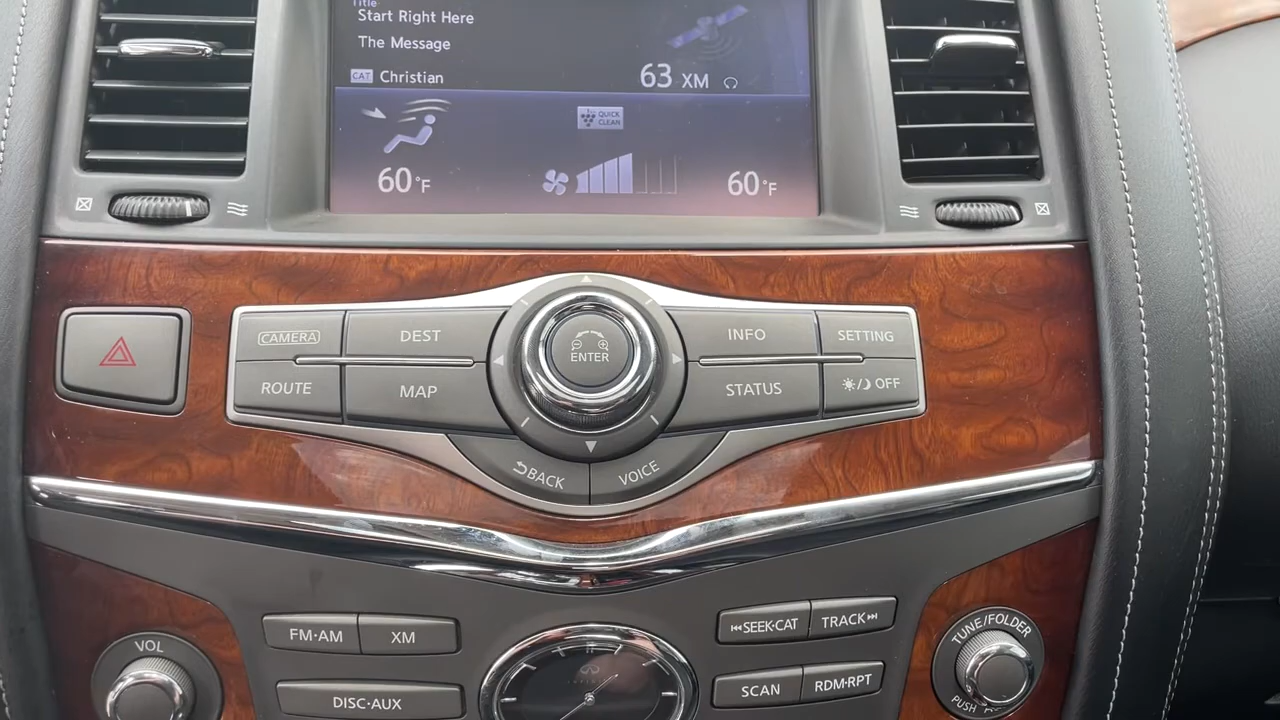 Title
Start Right Here
The Message
CAT Christian
63 XM
QUICK
CLEAN
60°F
60°F
CAMERA
DEST
INFO
SETTING
ENTER
ROUTE
MAP
STATUS
OFF
BACK
VOICE
VOL
FM·AM
XM
SEEK·CAT
TRACK
TUNE/FOLDER
INFINITI
DISC·AUX
SCAN
RDM·RPT
PUSH